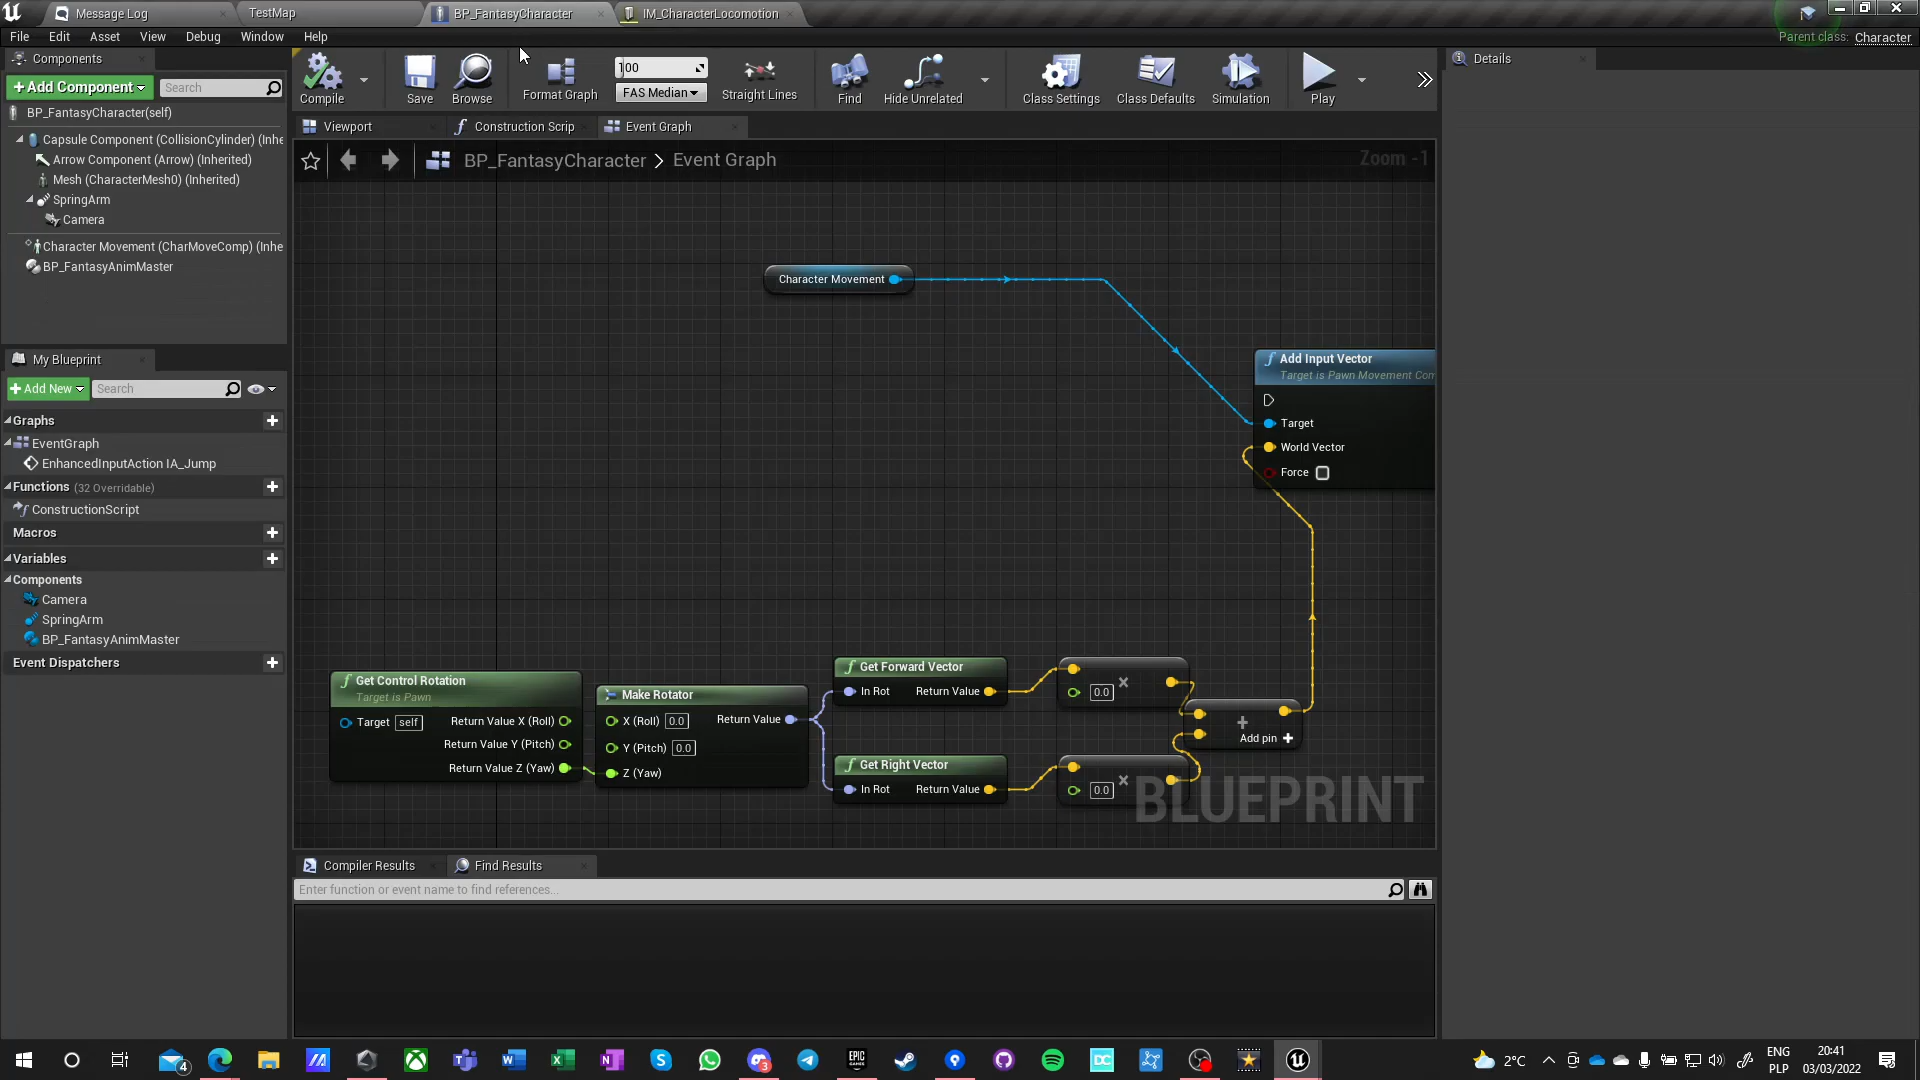 Message Log
TestMap
BP_FantasyCharacter
IM_CharacterLocomotion
File Edit Asset View Debug Window Help
Parent class: Character
Components
Add Component
Search
BP_FantasyCharacter(self)
Capsule Component (CollisionCylinder) (Inhe
Arrow Component (Arrow) (Inherited)
Mesh (CharacterMesh0) (Inherited)
SpringArm
Camera
Character Movement (CharMoveComp) (Inhe
BP_FantasyAnimMaster
My Blueprint
Add New
Search
Graphs
EventGraph
EnhancedInputAction IA_Jump
Functions (32 Overridable)
ConstructionScript
Macros
Variables
Components
Camera
SpringArm
BP_FantasyAnimMaster
Event Dispatchers
Compile
Save
Browse
Format Graph
100
FAS Median
Straight Lines
Find
Hide Unrelated
Class Settings
Class Defaults
Simulation
Play
Viewport
Construction Scrip
Event Graph
BP_FantasyCharacter > Event Graph
Zoom -1
Character Movement
Add Input Vector
Target is Pawn Movement Com
Target
World Vector
Force
Get Control Rotation
Target is Pawn
Target self
Return Value X (Roll)
Return Value Y (Pitch)
Return Value Z (Yaw)
Make Rotator
X (Roll) 0.0
Return Value
Y (Pitch) 0.0
Z (Yaw)
Get Forward Vector
In Rot
Return Value
Get Right Vector
In Rot
Return Value
0.0
0.0
Add pin
BLUEPRINT
Compiler Results
Find Results
Enter function or event name to find references...
Details
4
3
EPIC
GAMES
DC
2°C
ENG
PLP
20:41
03/03/2022